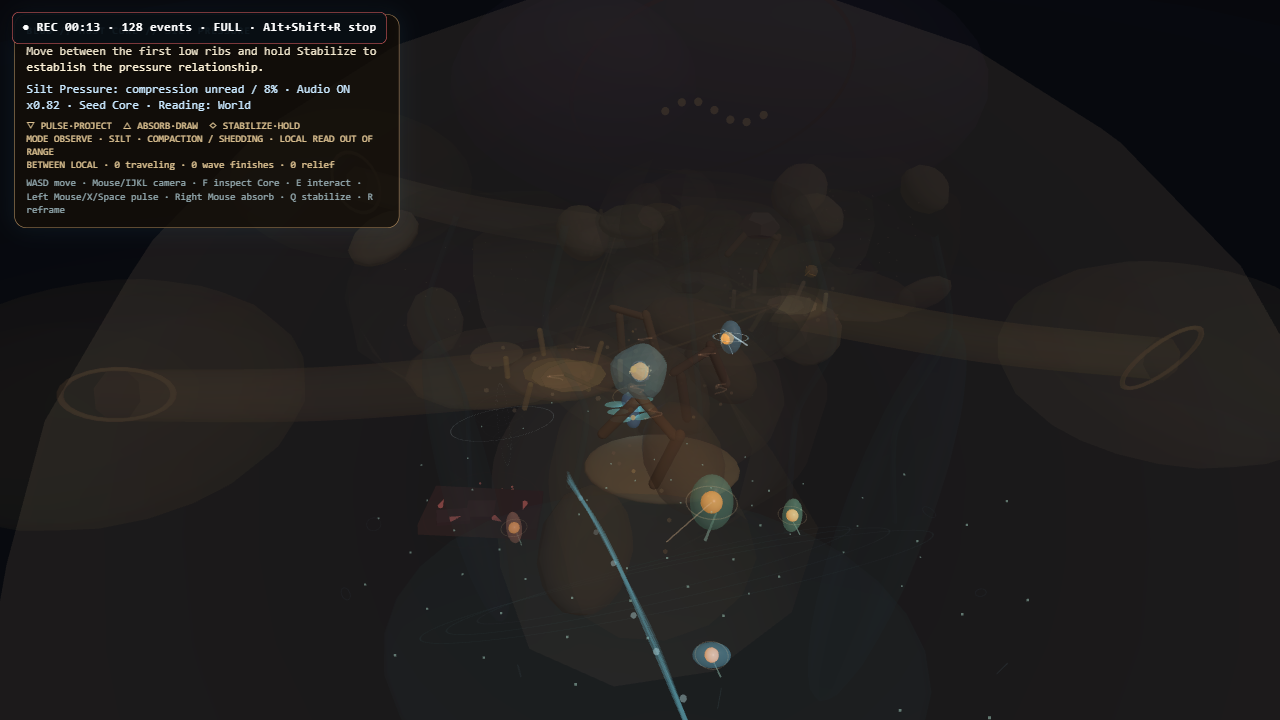 ● REC 00:13 · 128 events · FULL · Alt+Shift+R stop
Move between the first low ribs and hold Stabilize to
establish the pressure relationship.
Silt Pressure: compression unread / 8% · Audio ON
x0.82 · Seed Core · Reading: World
▽ PULSE·PROJECT △ ABSORB·DRAW ◇ STABILIZE·HOLD
MODE OBSERVE · SILT · COMPACTION / SHEDDING · LOCAL READ OUT OF
RANGE
BETWEEN LOCAL · 0 traveling · 0 wave finishes · 0 relief
WASD move · Mouse/IJKL camera · F inspect Core · E interact ·
Left Mouse/X/Space pulse · Right Mouse absorb · Q stabilize · R
reframe